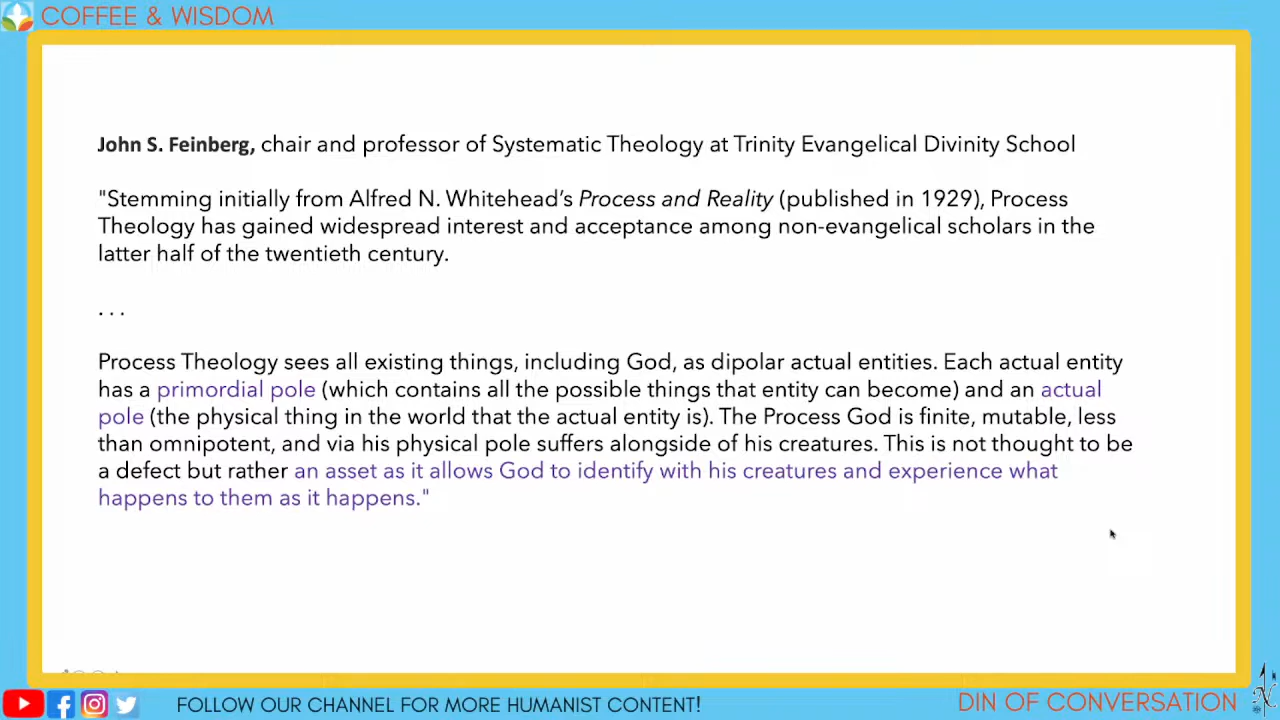 COFFEE & WISDOM
John S. Feinberg, chair and professor of Systematic Theology at Trinity Evangelical Divinity School
"Stemming initially from Alfred N. Whitehead's Process and Reality (published in 1929), Process
Theology has gained widespread interest and acceptance among non-evangelical scholars in the
latter half of the twentieth century.
. . .
Process Theology sees all existing things, including God, as dipolar actual entities. Each actual entity
has a primordial pole (which contains all the possible things that entity can become) and an actual
pole (the physical thing in the world that the actual entity is). The Process God is finite, mutable, less
than omnipotent, and via his physical pole suffers alongside of his creatures. This is not thought to be
a defect but rather an asset as it allows God to identify with his creatures and experience what
happens to them as it happens."
FOLLOW OUR CHANNEL FOR MORE HUMANIST CONTENT!
DIN OF CONVERSATION